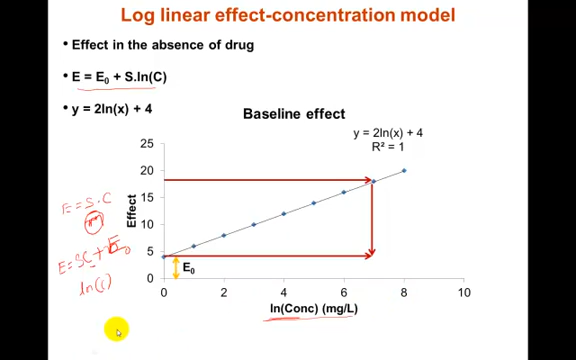 Log linear effect-concentration model
• Effect in the absence of drug
• E = E₀ + S.ln(C)
• y = 2ln(x) + 4
Baseline effect
y = 2ln(x) + 4
R² = 1
25
20
15
10
5
0
Effect
E₀
0 2 4 6 8 10
ln(Conc) (mg/L)
E = S.C
E = SC + E₀
ln(C)